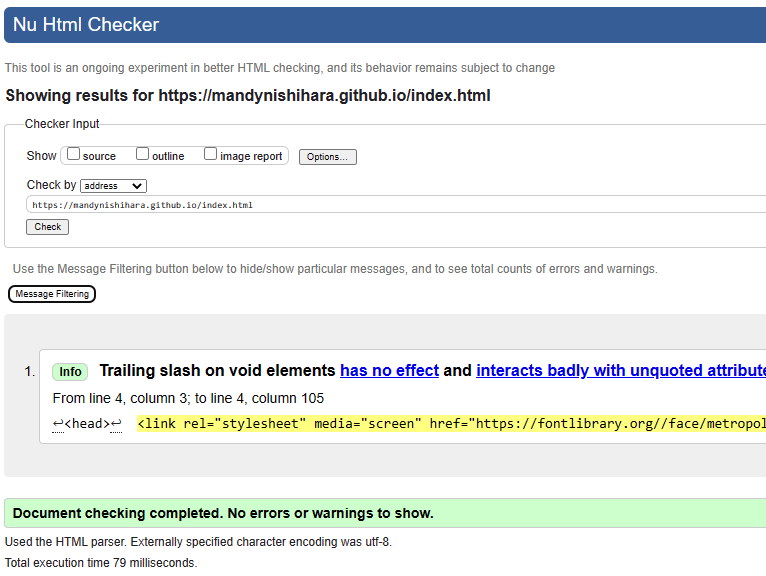 Nu Html Checker
This tool is an ongoing experiment in better HTML checking, and its behavior remains subject to change
Showing results for https://mandynishihara.github.io/index.html
Checker Input
Show source outline image report Options...
Check by address
https://mandynishihara.github.io/index.html
Check
Use the Message Filtering button below to hide/show particular messages, and to see total counts of errors and warnings.
Message Filtering
1. Info Trailing slash on void elements has no effect and interacts badly with unquoted attribute
From line 4, column 3; to line 4, column 105
↩<head>↩ <link rel="stylesheet" media="screen" href="https://fontlibrary.org//face/metropol
Document checking completed. No errors or warnings to show.
Used the HTML parser. Externally specified character encoding was utf-8.
Total execution time 79 milliseconds.